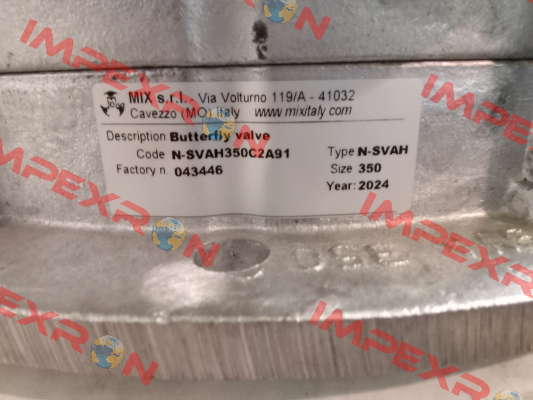 MIX s.r.l. Via Volturno 119/A - 41032
Cavezzo (MO) Italy www.mixitaly.com
Description Butterfly valve
Code N-SVAH350C2A91 Type N-SVAH
Factory n. 043446 Size 350
Year: 2024
350
IMPEXRON
IMPEXRON
IMPEXRON
IMPEXRON
IMPEXRON